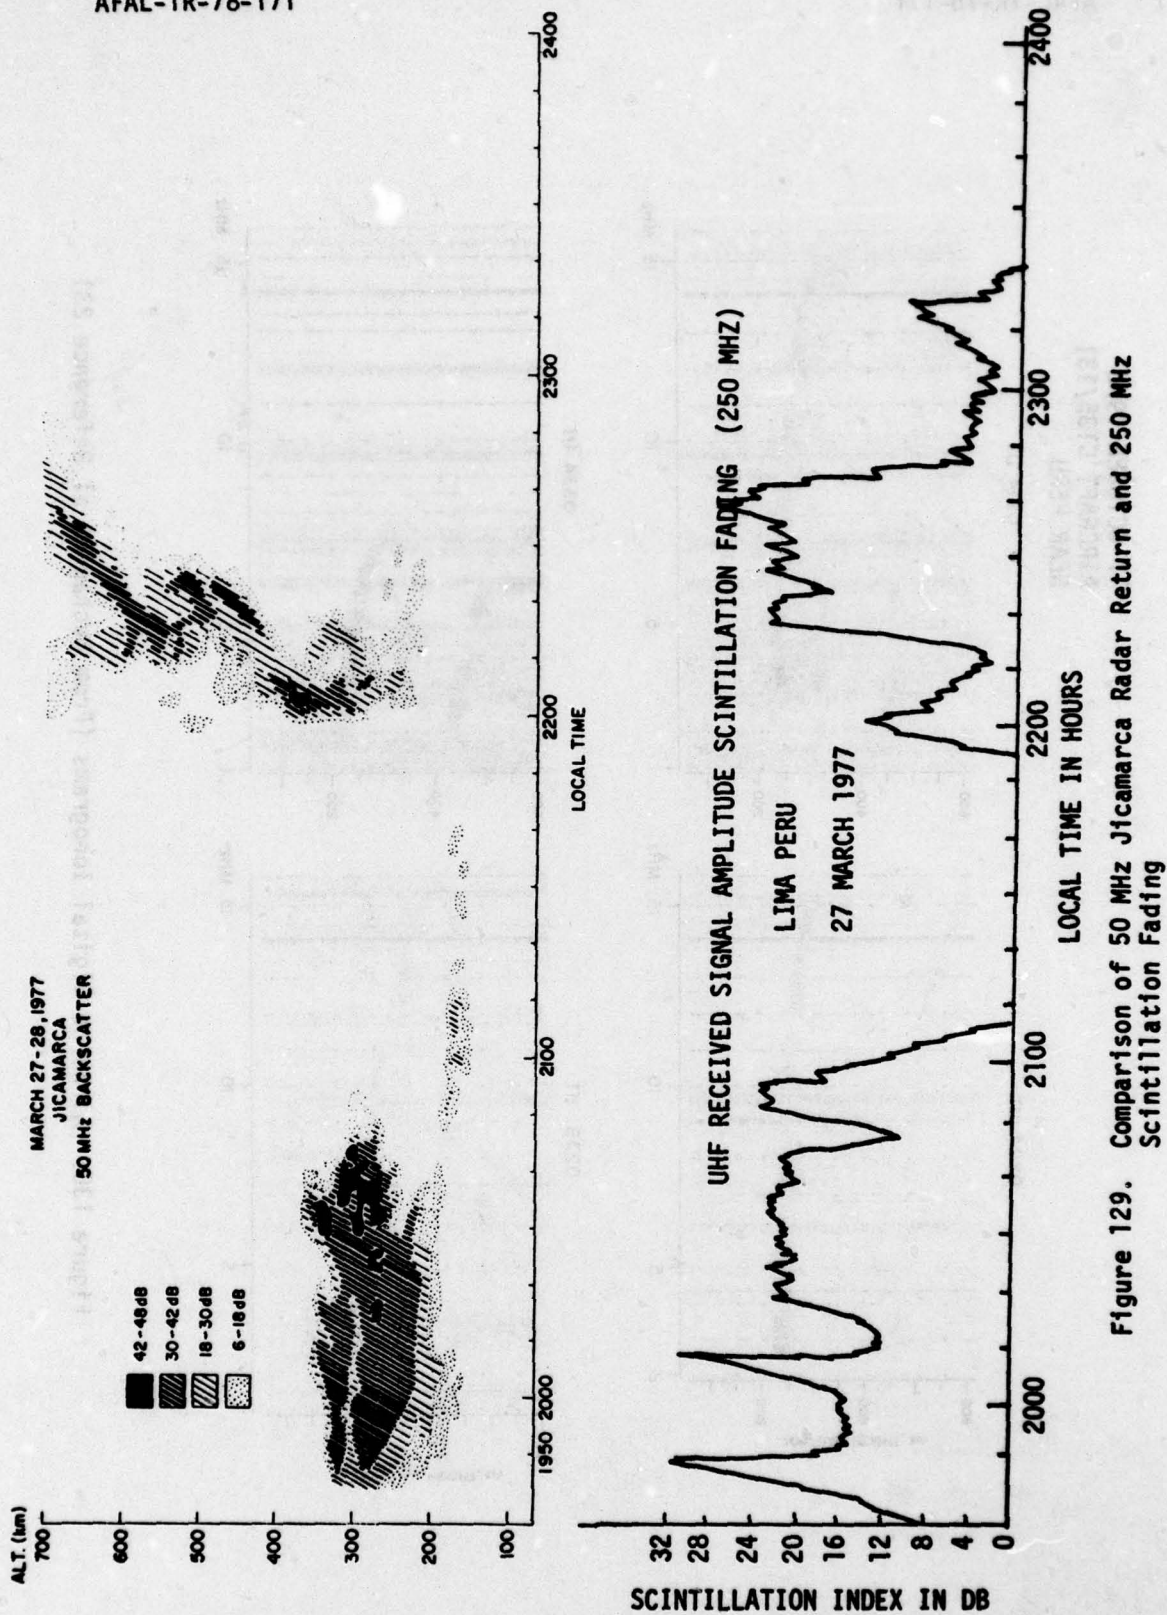 AFAL-TR-78-171
MARCH 27-28, 1977
JICAMARCA
50 MHz BACKSCATTER
42-48dB
30-42dB
18-30dB
6-18dB
ALT. (km)
700
600
500
400
300
200
100
1950
2000
2100
2200
2300
2400
LOCAL TIME
UHF RECEIVED SIGNAL AMPLITUDE SCINTILLATION FADING (250 MHZ)
LIMA PERU
27 MARCH 1977
SCINTILLATION INDEX IN DB
32
28
24
20
16
12
8
4
0
2000
2100
2200
2300
2400
LOCAL TIME IN HOURS
Figure 129. Comparison of 50 MHz Jicamarca Radar Return and 250 MHz
Scintillation Fading